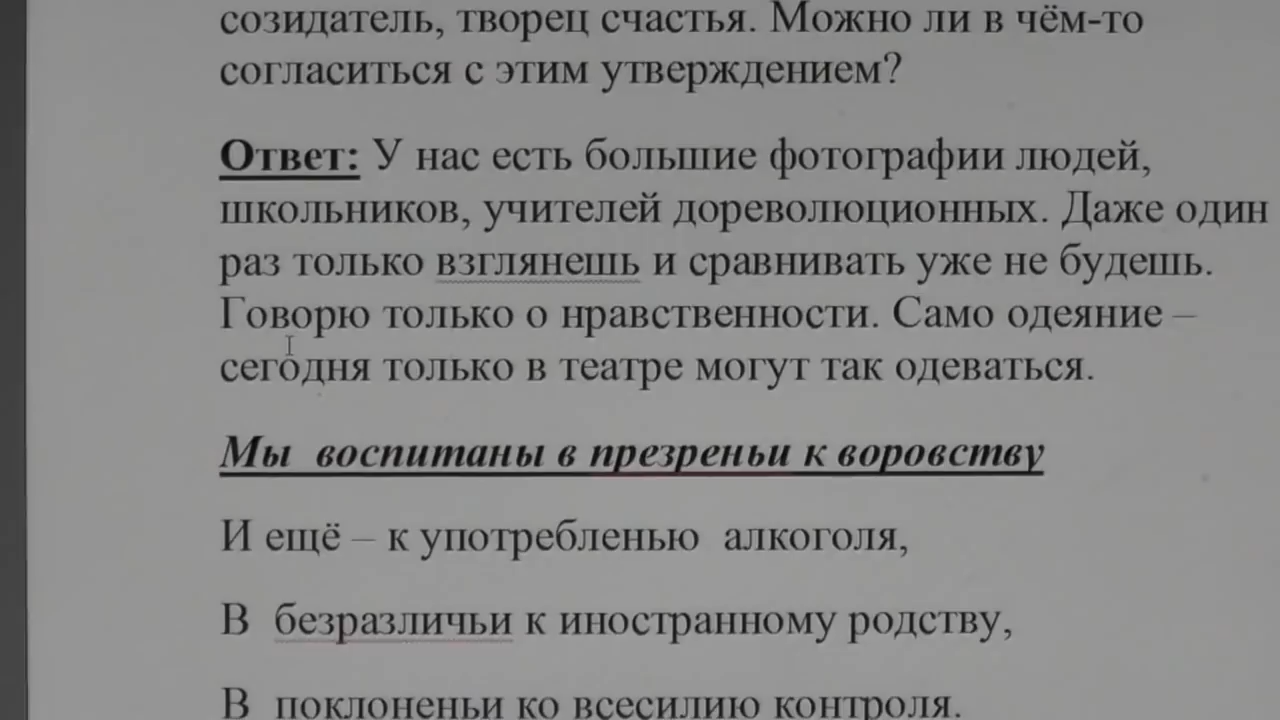 созидатель, творец счастья. Можно ли в чём-то
согласиться с этим утверждением?
Ответ: У нас есть большие фотографии людей,
школьников, учителей дореволюционных. Даже один
раз только взглянешь и сравнивать уже не будешь.
Говорю только о нравственности. Само одеяние –
сегодня только в театре могут так одеваться.
Мы воспитаны в презреньи к воровству
И ещё – к употребленью алкоголя,
В безразличьи к иностранному родству,
В поклоненьи ко всесилию контроля.